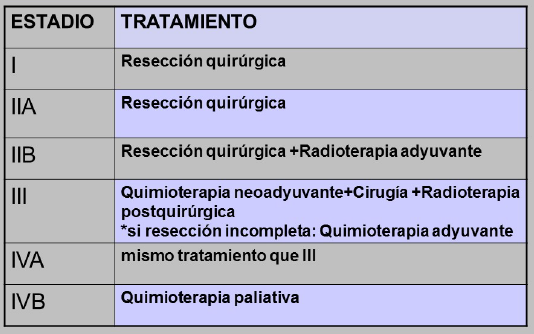 ESTADIO TRATAMIENTO
I Resección quirúrgica
IIA Resección quirúrgica
IIB Resección quirúrgica +Radioterapia adyuvante
III Quimioterapia neoadyuvante+Cirugía +Radioterapia
postquirúrgica
*si resección incompleta: Quimioterapia adyuvante
IVA mismo tratamiento que III
IVB Quimioterapia paliativa